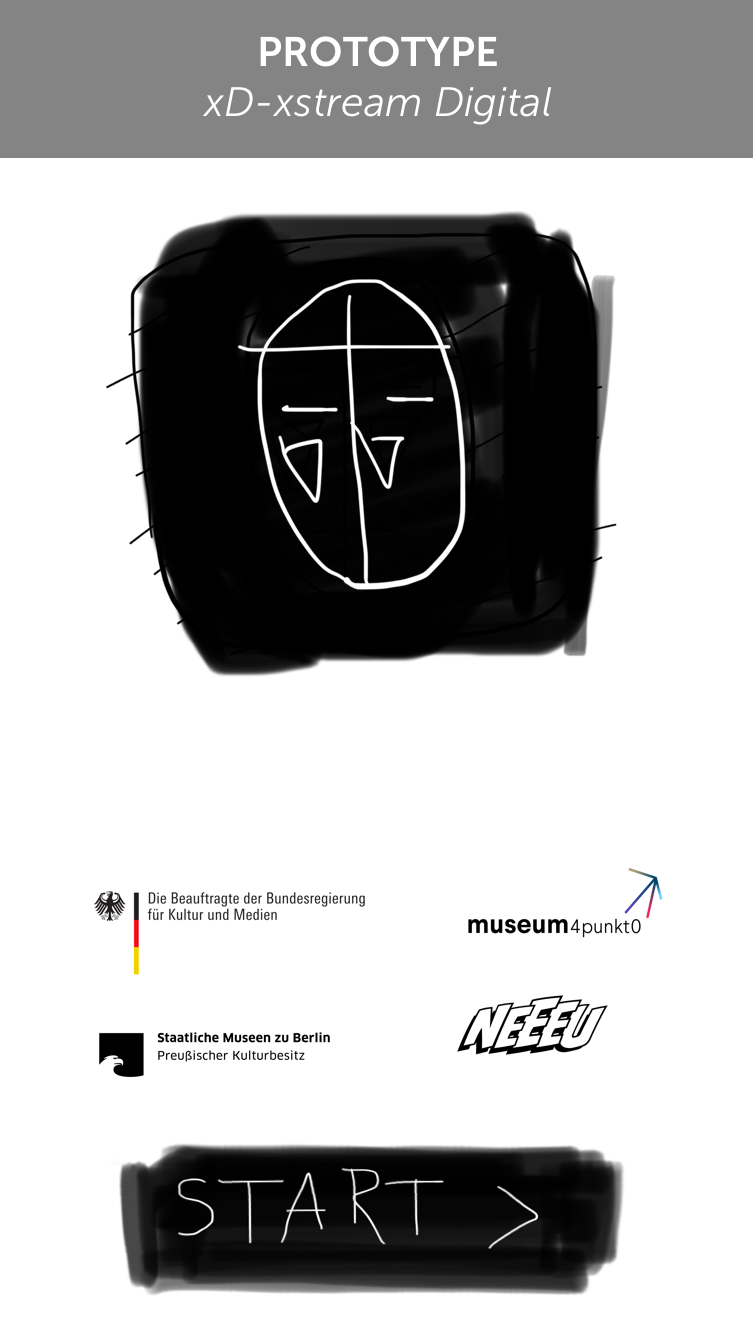 PROTOTYPE
xD-xstream Digital
Die Beauftragte der Bundesregierung
für Kultur und Medien
museum4punkt0
Staatliche Museen zu Berlin
Preußischer Kulturbesitz
NEEEU
START >